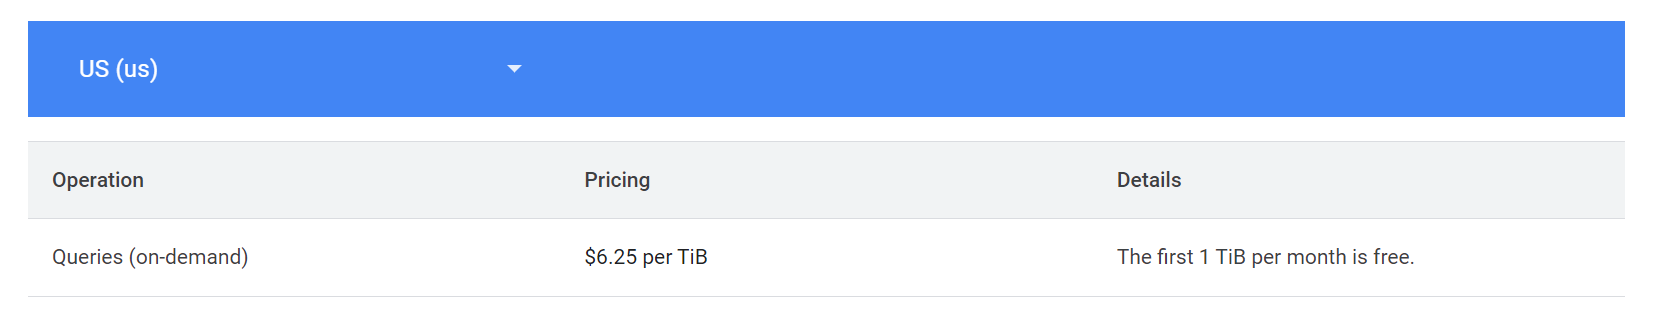 US (us)
Operation Pricing Details
Queries (on-demand) $6.25 per TiB The first 1 TiB per month is free.